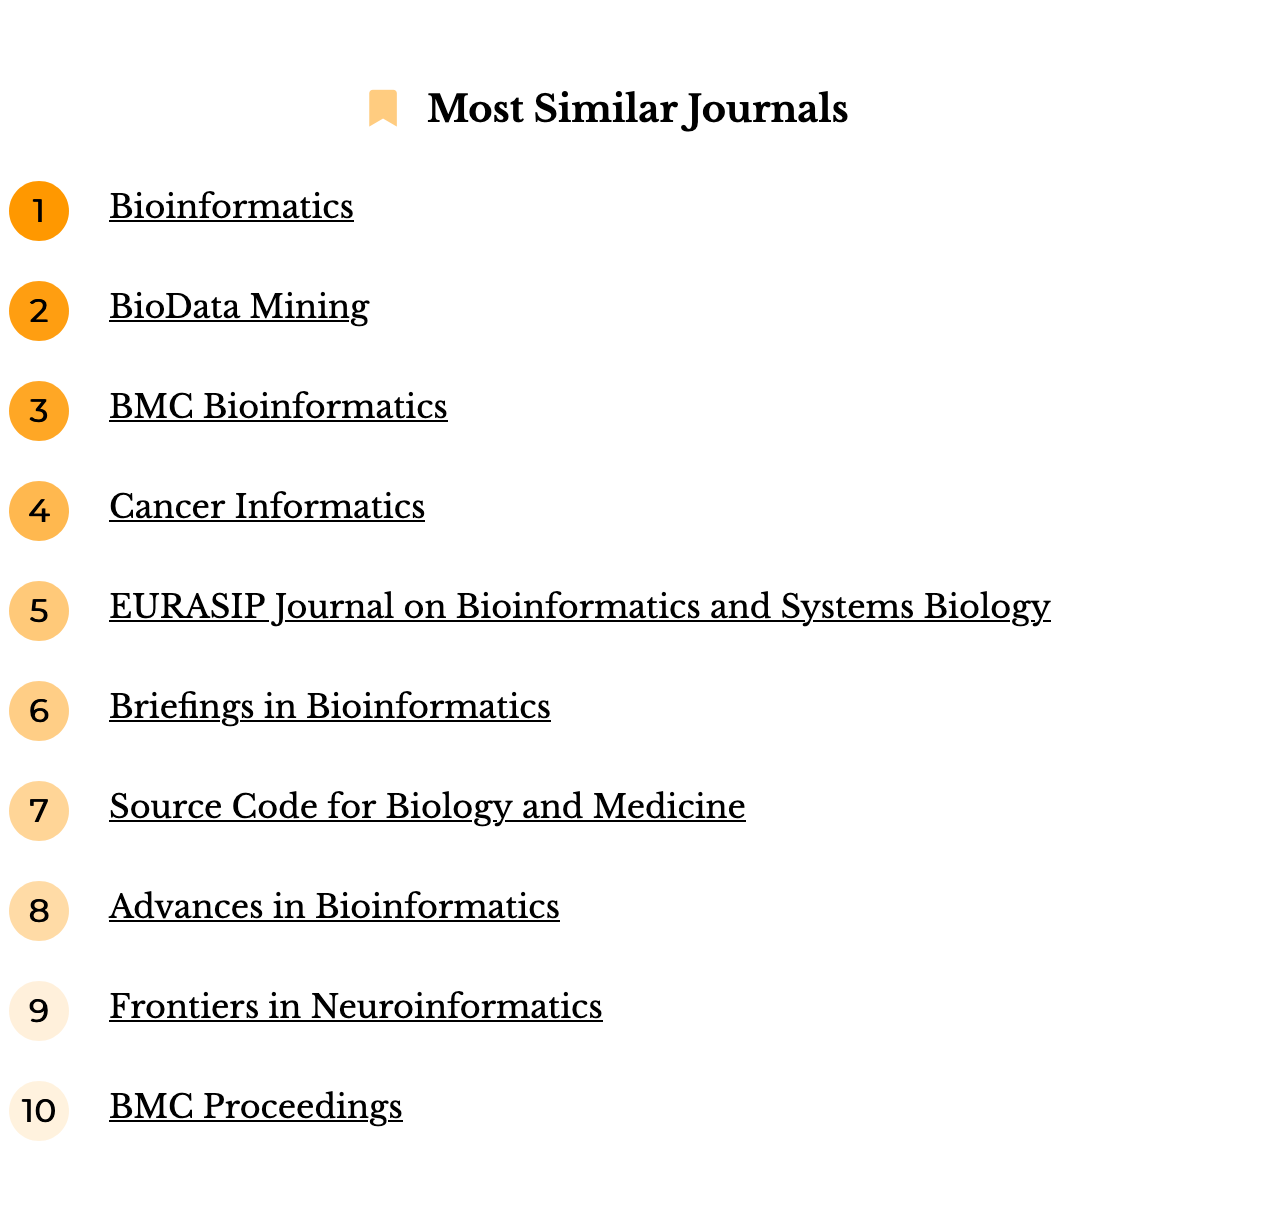 Most Similar Journals
1 Bioinformatics
2 BioData Mining
3 BMC Bioinformatics
4 Cancer Informatics
5 EURASIP Journal on Bioinformatics and Systems Biology
6 Briefings in Bioinformatics
7 Source Code for Biology and Medicine
8 Advances in Bioinformatics
9 Frontiers in Neuroinformatics
10 BMC Proceedings